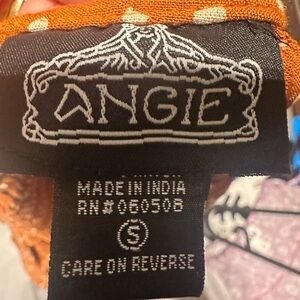 ANGIE
MADE IN INDIA
RN#060508
S
CARE ON REVERSE